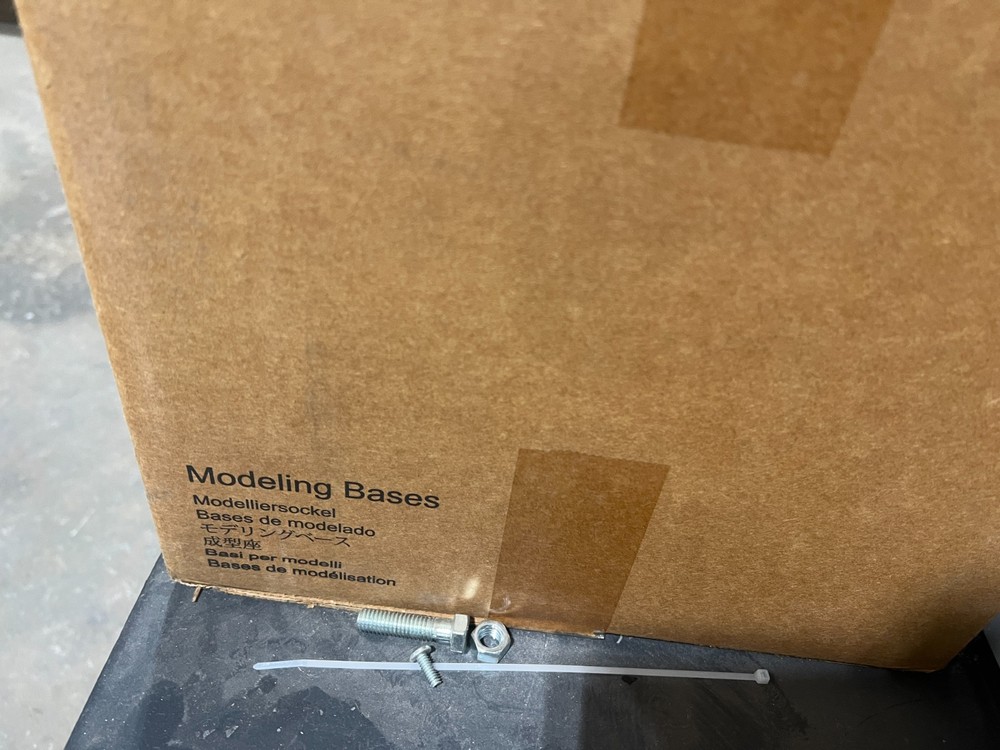 Modeling Bases
Modelliersockel
Bases de modelado
モデリングベース
成型座
Basi per modelli
Bases de modélisation